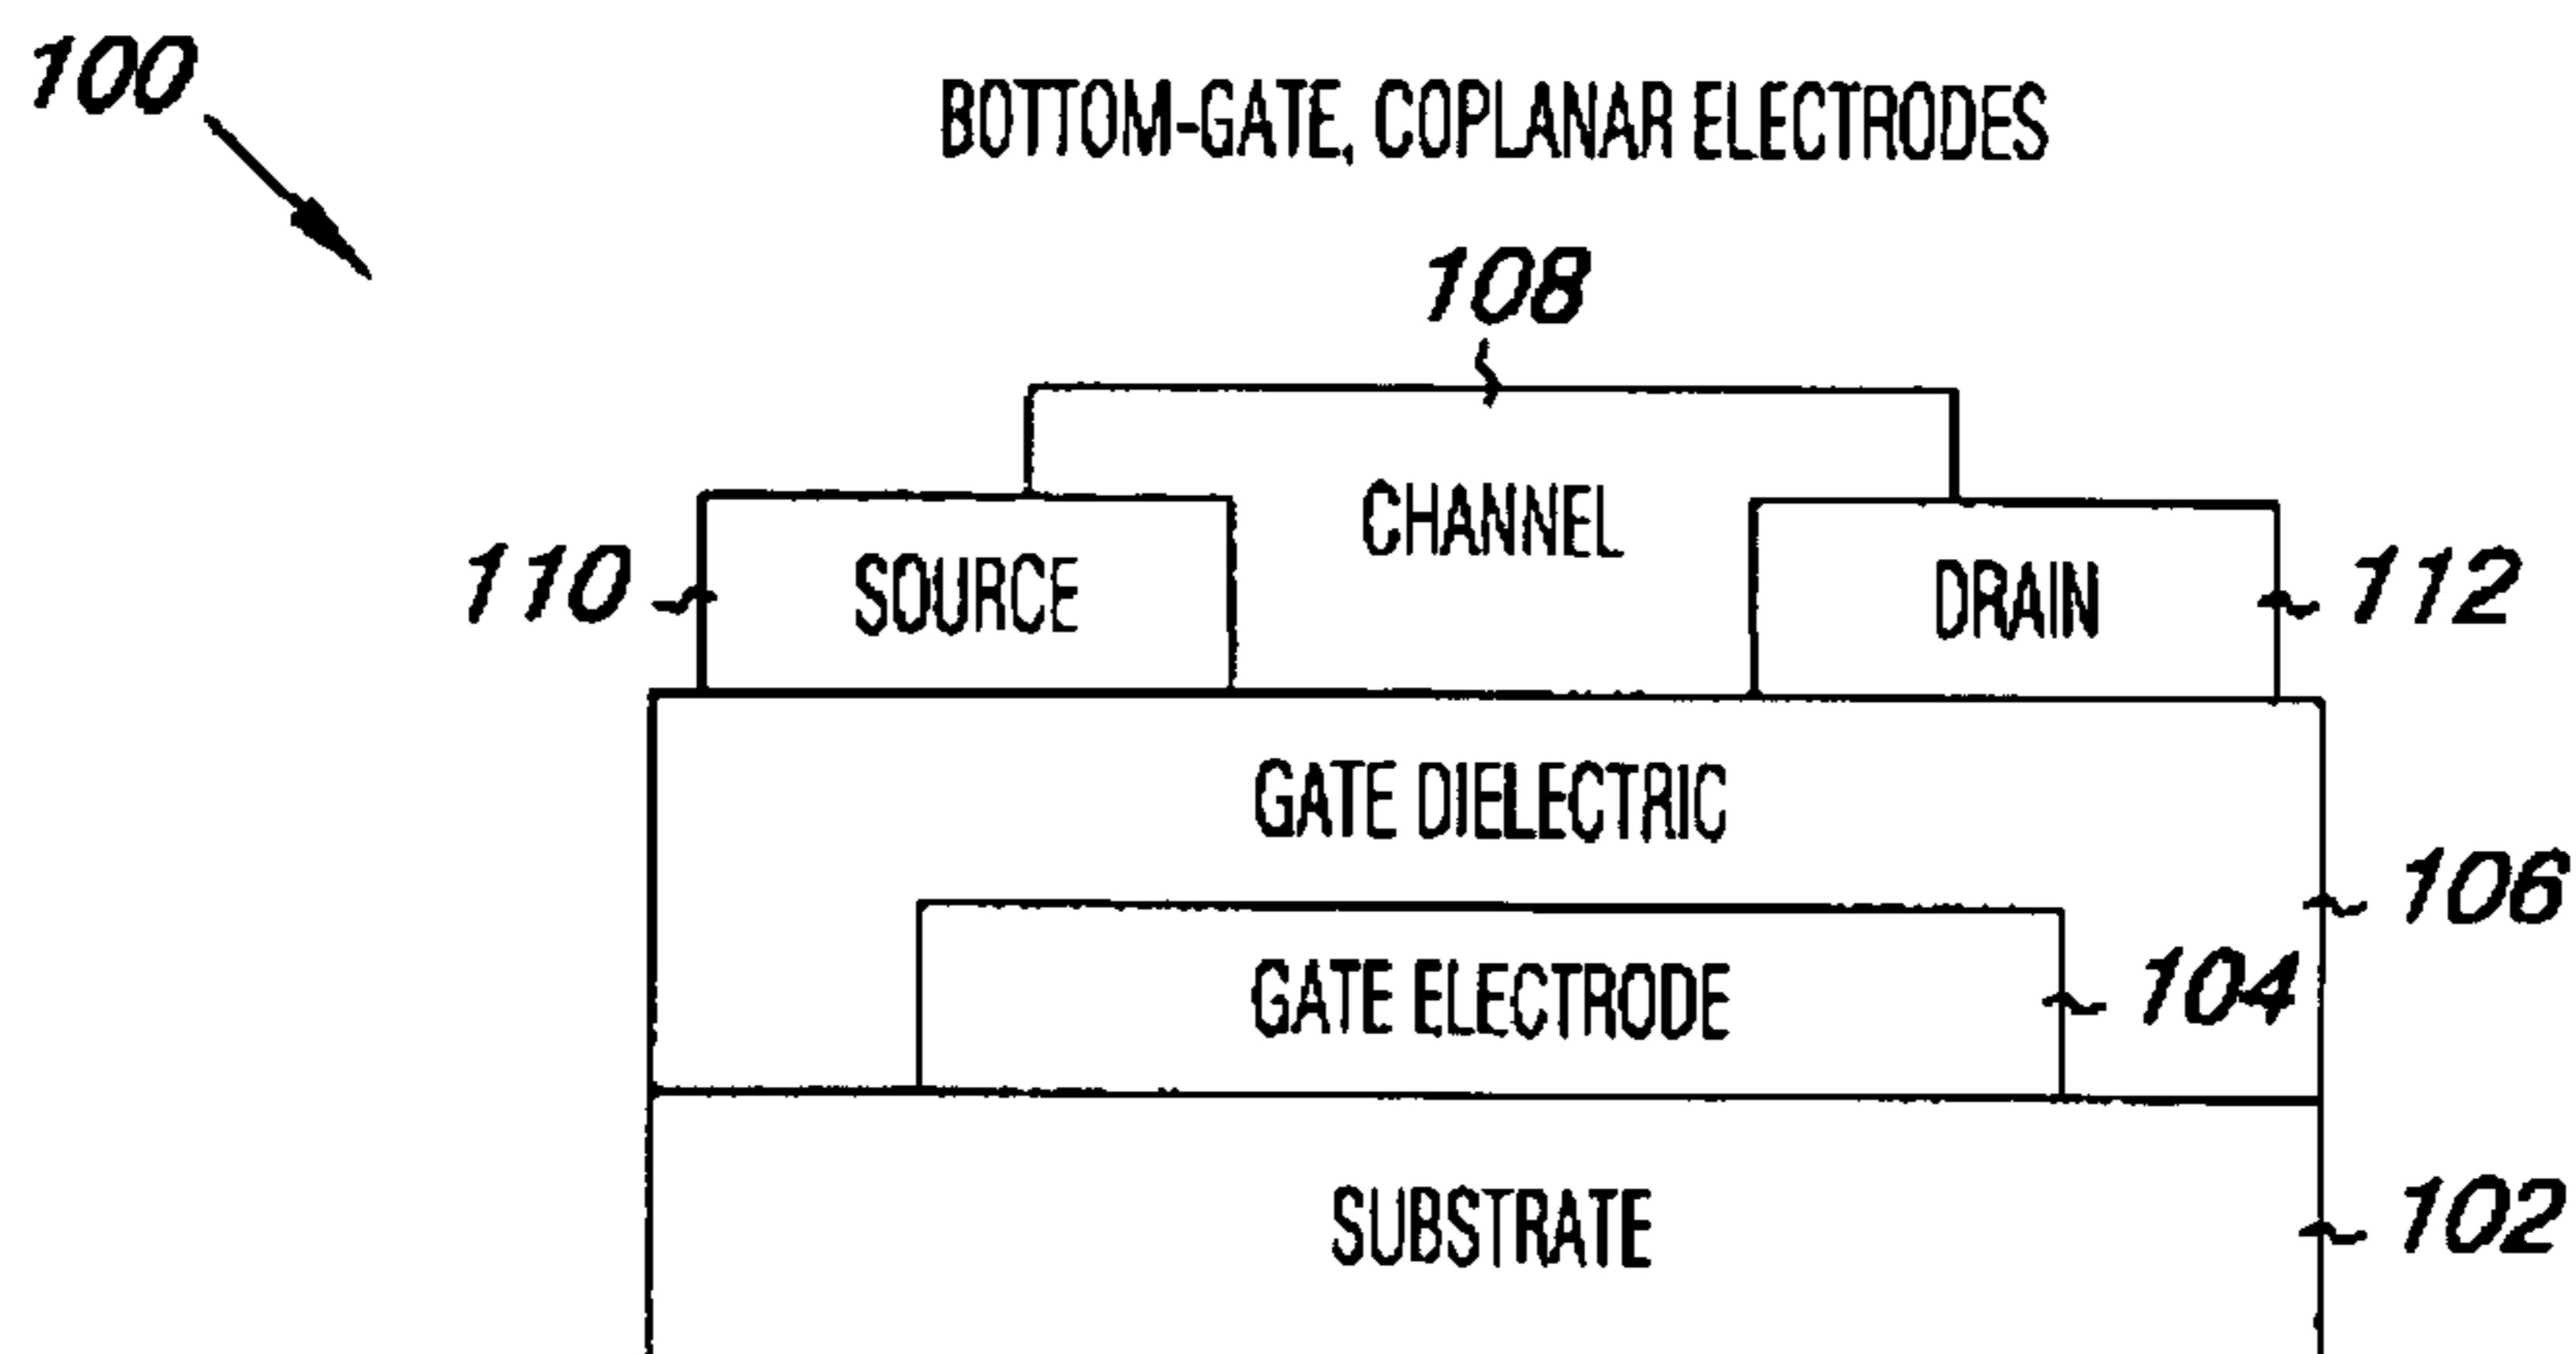 100
BOTTOM-GATE, COPLANAR ELECTRODES
108
CHANNEL
110 SOURCE DRAIN 112
GATE DIELECTRIC
106
GATE ELECTRODE 104
SUBSTRATE 102